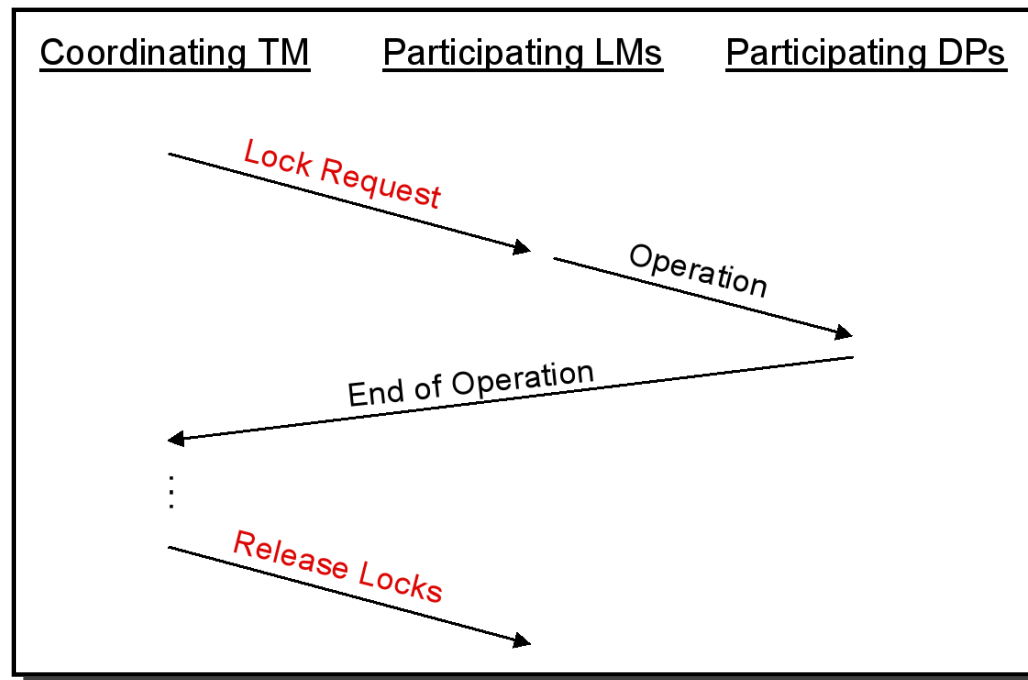 Coordinating TM Participating LMs Participating DPs
Lock Request
Operation
End of Operation
Release Locks